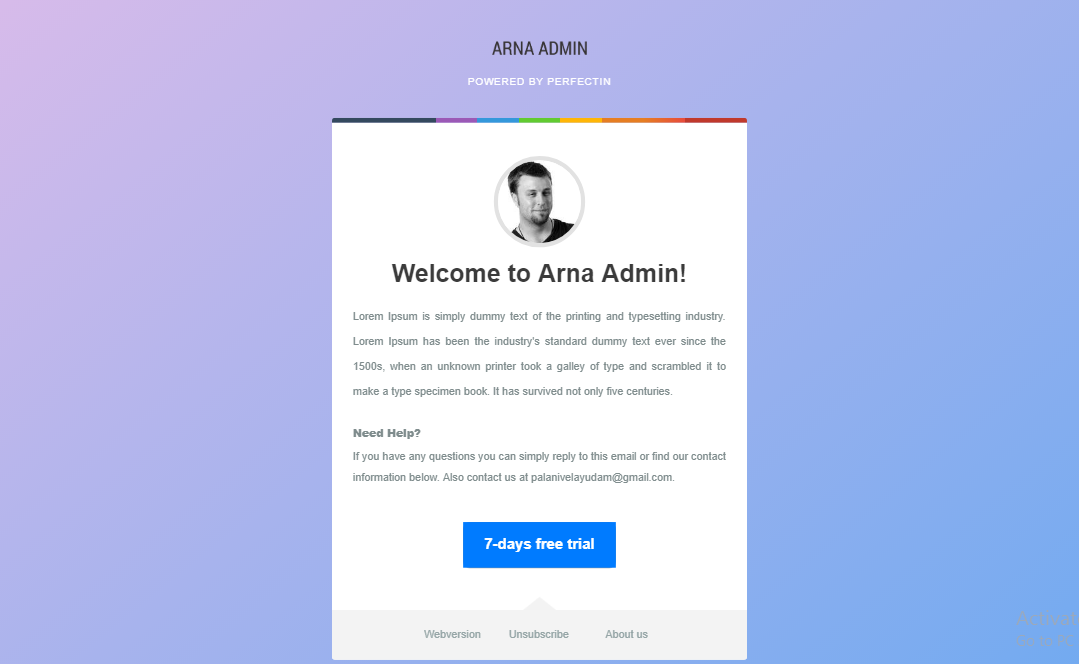 ARNA ADMIN
POWERED BY PERFECTIN
Welcome to Arna Admin!
Lorem Ipsum is simply dummy text of the printing and typesetting industry.
Lorem Ipsum has been the industry's standard dummy text ever since the
1500s, when an unknown printer took a galley of type and scrambled it to
make a type specimen book. It has survived not only five centuries.
Need Help?
If you have any questions you can simply reply to this email or find our contact
information below. Also contact us at palanivelayudam@gmail.com.
7-days free trial
Webversion Unsubscribe About us